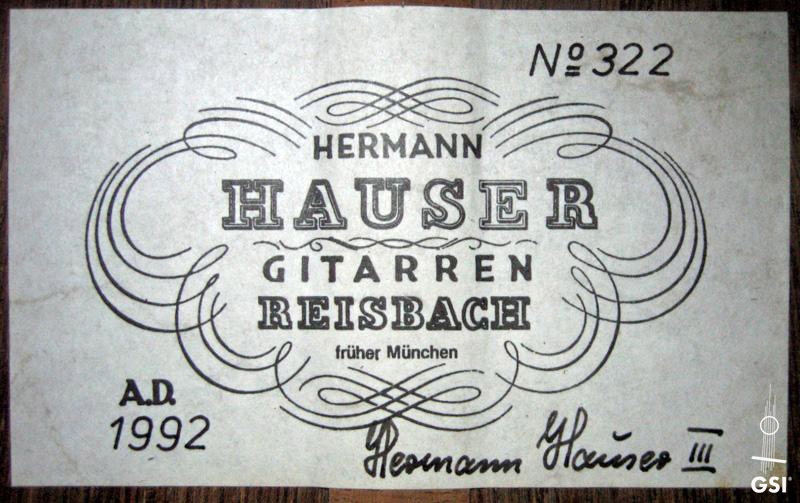 Nº 322
HERMANN
HAUSER
GITARREN
REISBACH
früher München
A.D.
1992
Hermann Hauser III
GSI